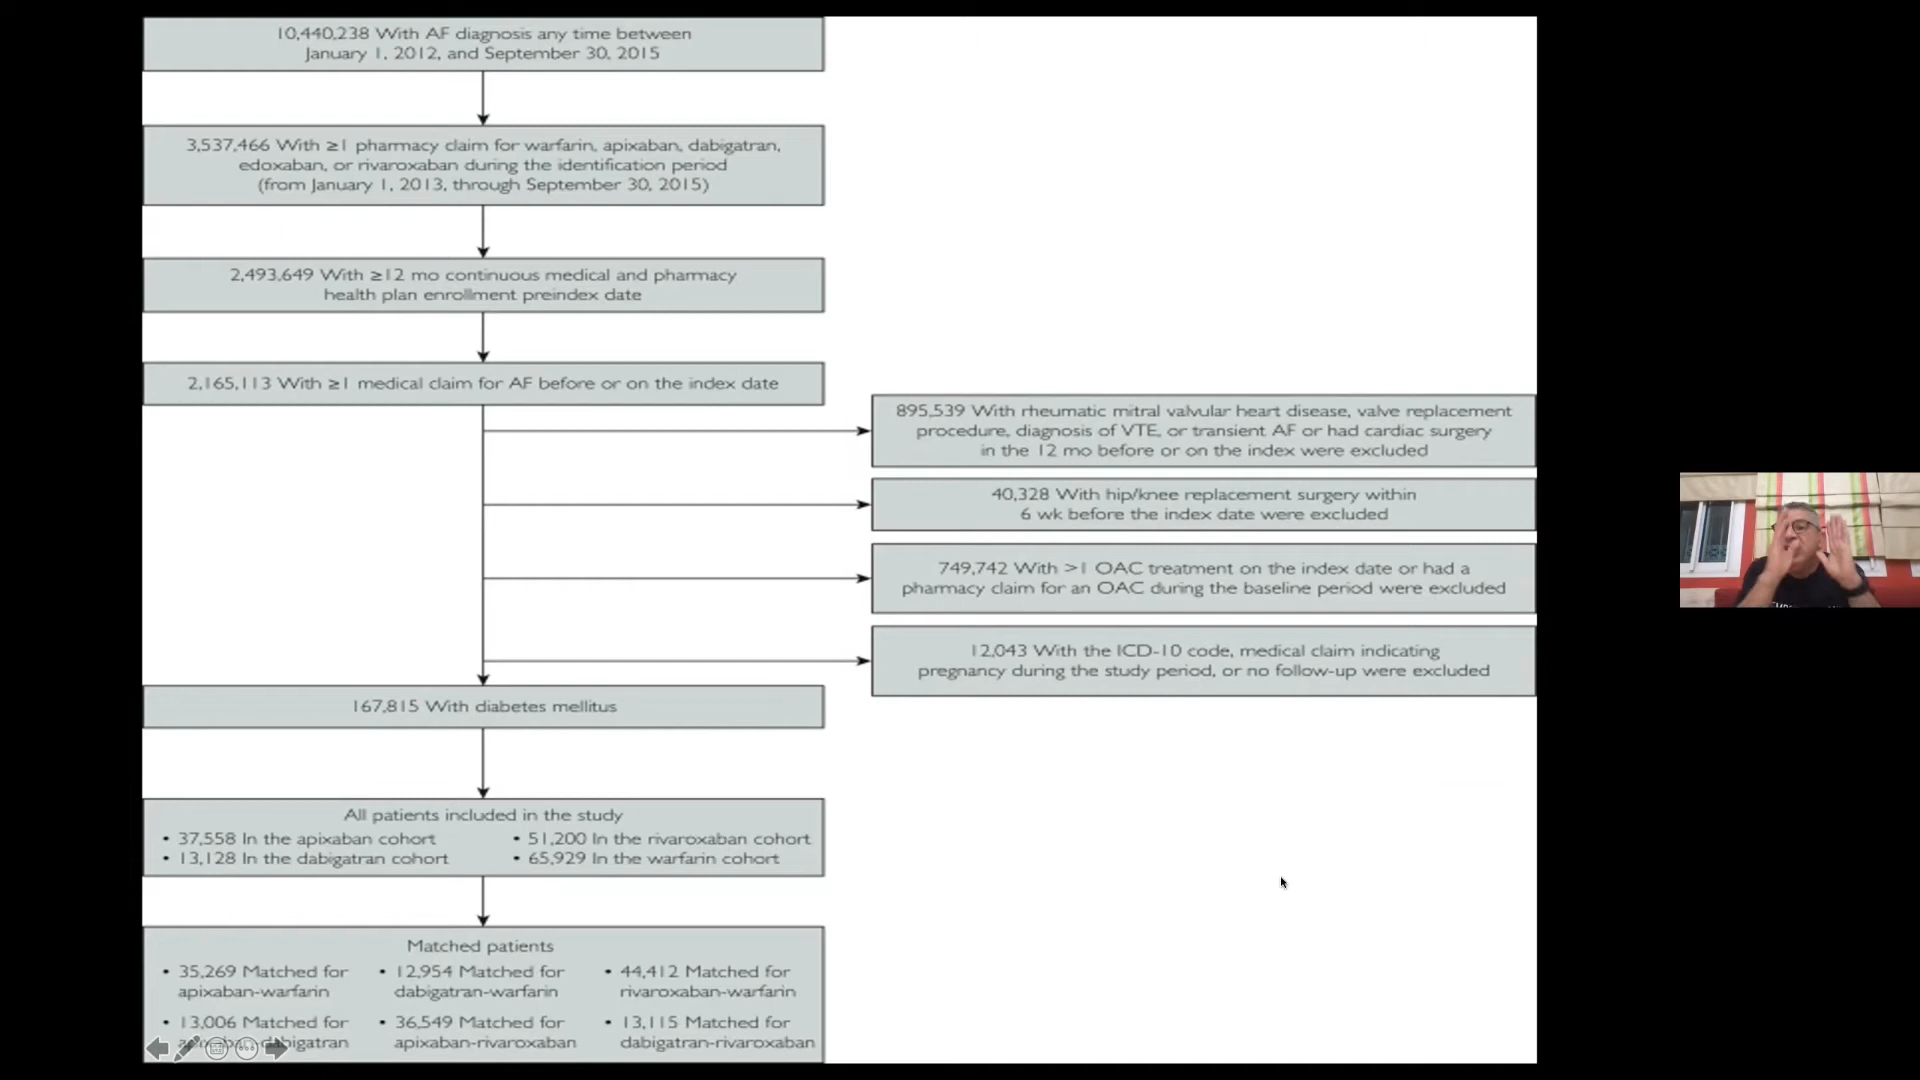 10,440,238 With AF diagnosis any time between
January 1, 2012, and September 30, 2015
3,537,466 With ≥1 pharmacy claim for warfarin, apixaban, dabigatran,
edoxaban, or rivaroxaban during the identification period
(from January 1, 2013, through September 30, 2015)
2,493,649 With ≥12 mo continuous medical and pharmacy
health plan enrollment preindex date
2,165,113 With ≥1 medical claim for AF before or on the index date
895,539 With rheumatic mitral valvular heart disease, valve replacement
procedure, diagnosis of VTE, or transient AF or had cardiac surgery
in the 12 mo before or on the index were excluded
40,328 With hip/knee replacement surgery within
6 wk before the index date were excluded
749,742 With >1 OAC treatment on the index date or had a
pharmacy claim for an OAC during the baseline period were excluded
12,043 With the ICD-10 code, medical claim indicating
pregnancy during the study period, or no follow-up were excluded
167,815 With diabetes mellitus
All patients included in the study
• 37,558 In the apixaban cohort
• 13,128 In the dabigatran cohort
• 51,200 In the rivaroxaban cohort
• 65,929 In the warfarin cohort
Matched patients
• 35,269 Matched for
apixaban-warfarin
• 12,954 Matched for
dabigatran-warfarin
• 44,412 Matched for
rivaroxaban-warfarin
• 13,006 Matched for
apixaban-dabigatran
• 36,549 Matched for
apixaban-rivaroxaban
• 13,115 Matched for
dabigatran-rivaroxaban